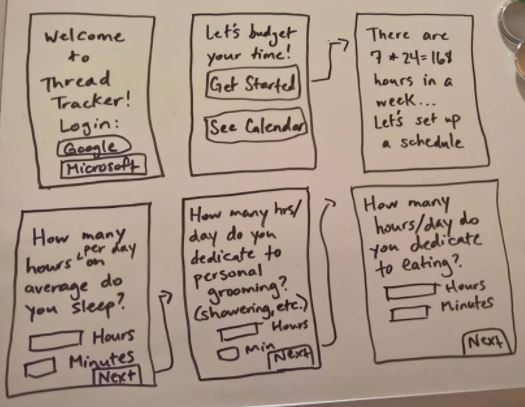 Welcome
to
Thread
Tracker!
Login:
Google
Microsoft
Let's budget
your time!
Get Started
See Calendar
There are
7 * 24=168
hours in a
week...
Let's set up
a schedule
How many
hours per day on
average do
you sleep?
Hours
Minutes
Next
How many hrs/
day do you
dedicate to
personal
grooming?
(showering, etc.)
Hours
Min
Next
How many
hours/day do
you dedicate
to eating?
Hours
Minutes
Next